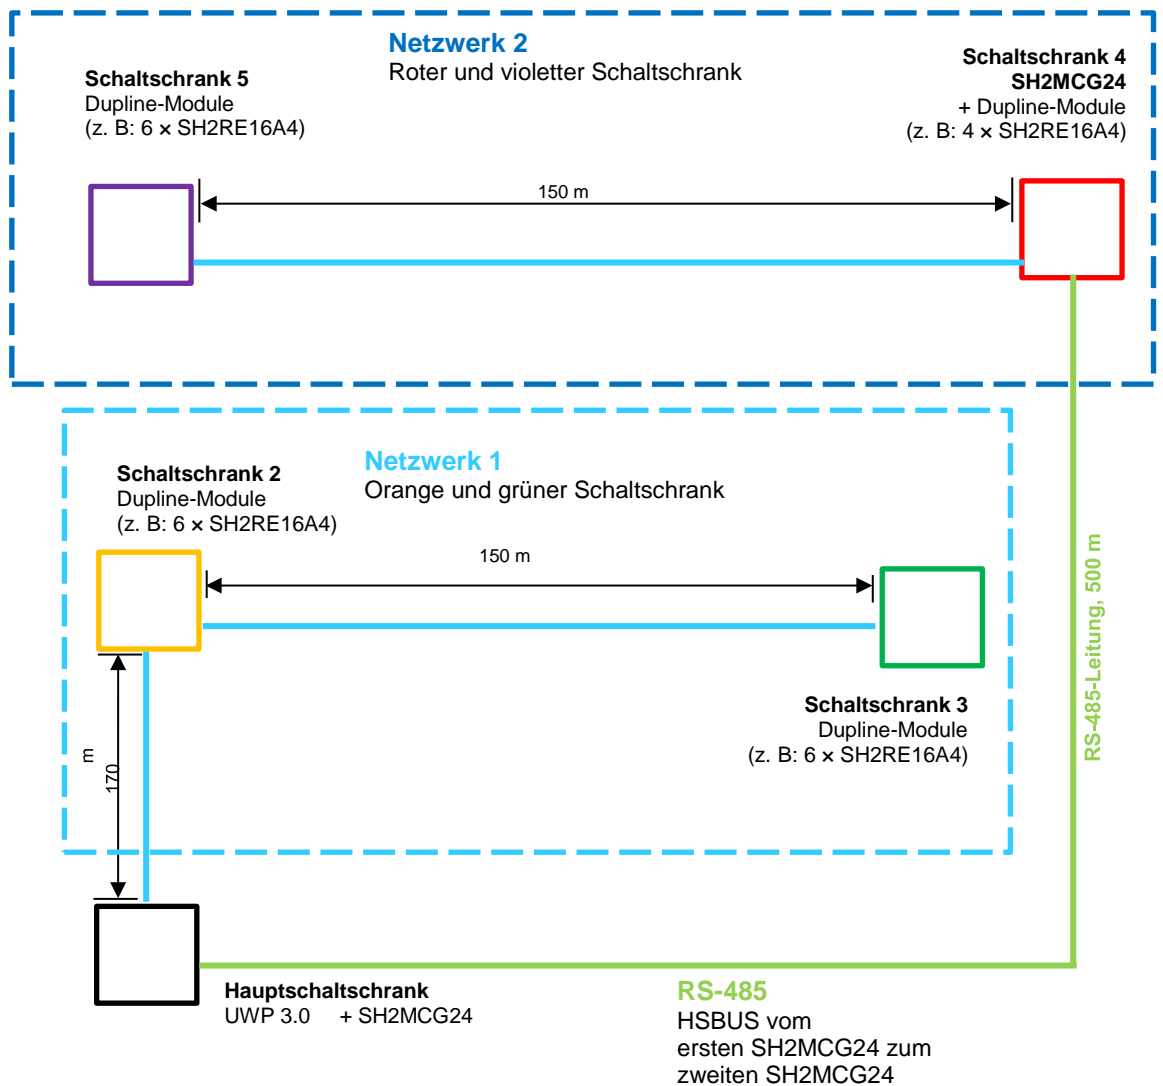 Netzwerk 2
Roter und violetter Schaltschrank
Schaltschrank 5
Dupline-Module
(z. B: 6 × SH2RE16A4)
Schaltschrank 4
SH2MCG24
+ Dupline-Module
(z. B: 4 × SH2RE16A4)
150 m
Netzwerk 1
Orange und grüner Schaltschrank
Schaltschrank 2
Dupline-Module
(z. B: 6 × SH2RE16A4)
150 m
RS-485-Leitung, 500 m
Schaltschrank 3
Dupline-Module
(z. B: 6 × SH2RE16A4)
170
m
Hauptschaltschrank
UWP 3.0 + SH2MCG24
RS-485
HSBUS vom
ersten SH2MCG24 zum
zweiten SH2MCG24